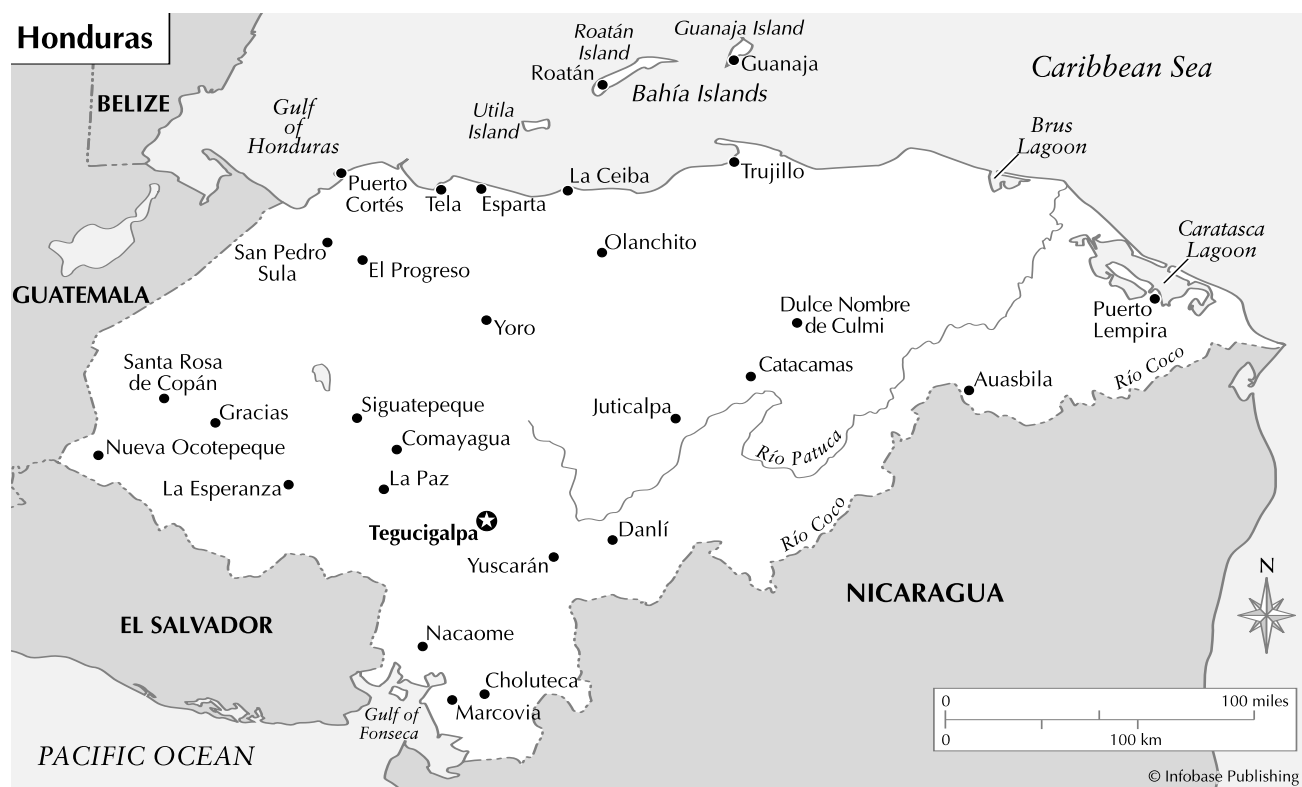 Honduras
BELIZE
Gulf
of
Honduras
Roatán
Island
Roatán
Guanaja Island
Guanaja
Bahía Islands
Utila
Island
Caribbean Sea
Brus
Lagoon
Puerto
Cortés
Tela
Esparta
La Ceiba
Trujillo
Caratasca
Lagoon
San Pedro
Sula
El Progreso
Olanchito
GUATEMALA
Yoro
Dulce Nombre
de Culmi
Puerto
Lempira
Santa Rosa
de Copán
Gracias
Catacamas
Auasbila
Río Coco
Siguatepeque
Juticalpa
Nueva Ocotepeque
Comayagua
Río Patuca
La Esperanza
La Paz
Tegucigalpa
Danlí
Río Coco
Yuscarán
NICARAGUA
N
EL SALVADOR
Nacaome
Choluteca
Marcovia
Gulf of
Fonseca
PACIFIC OCEAN
0 100 miles
0 100 km
© Infobase Publishing